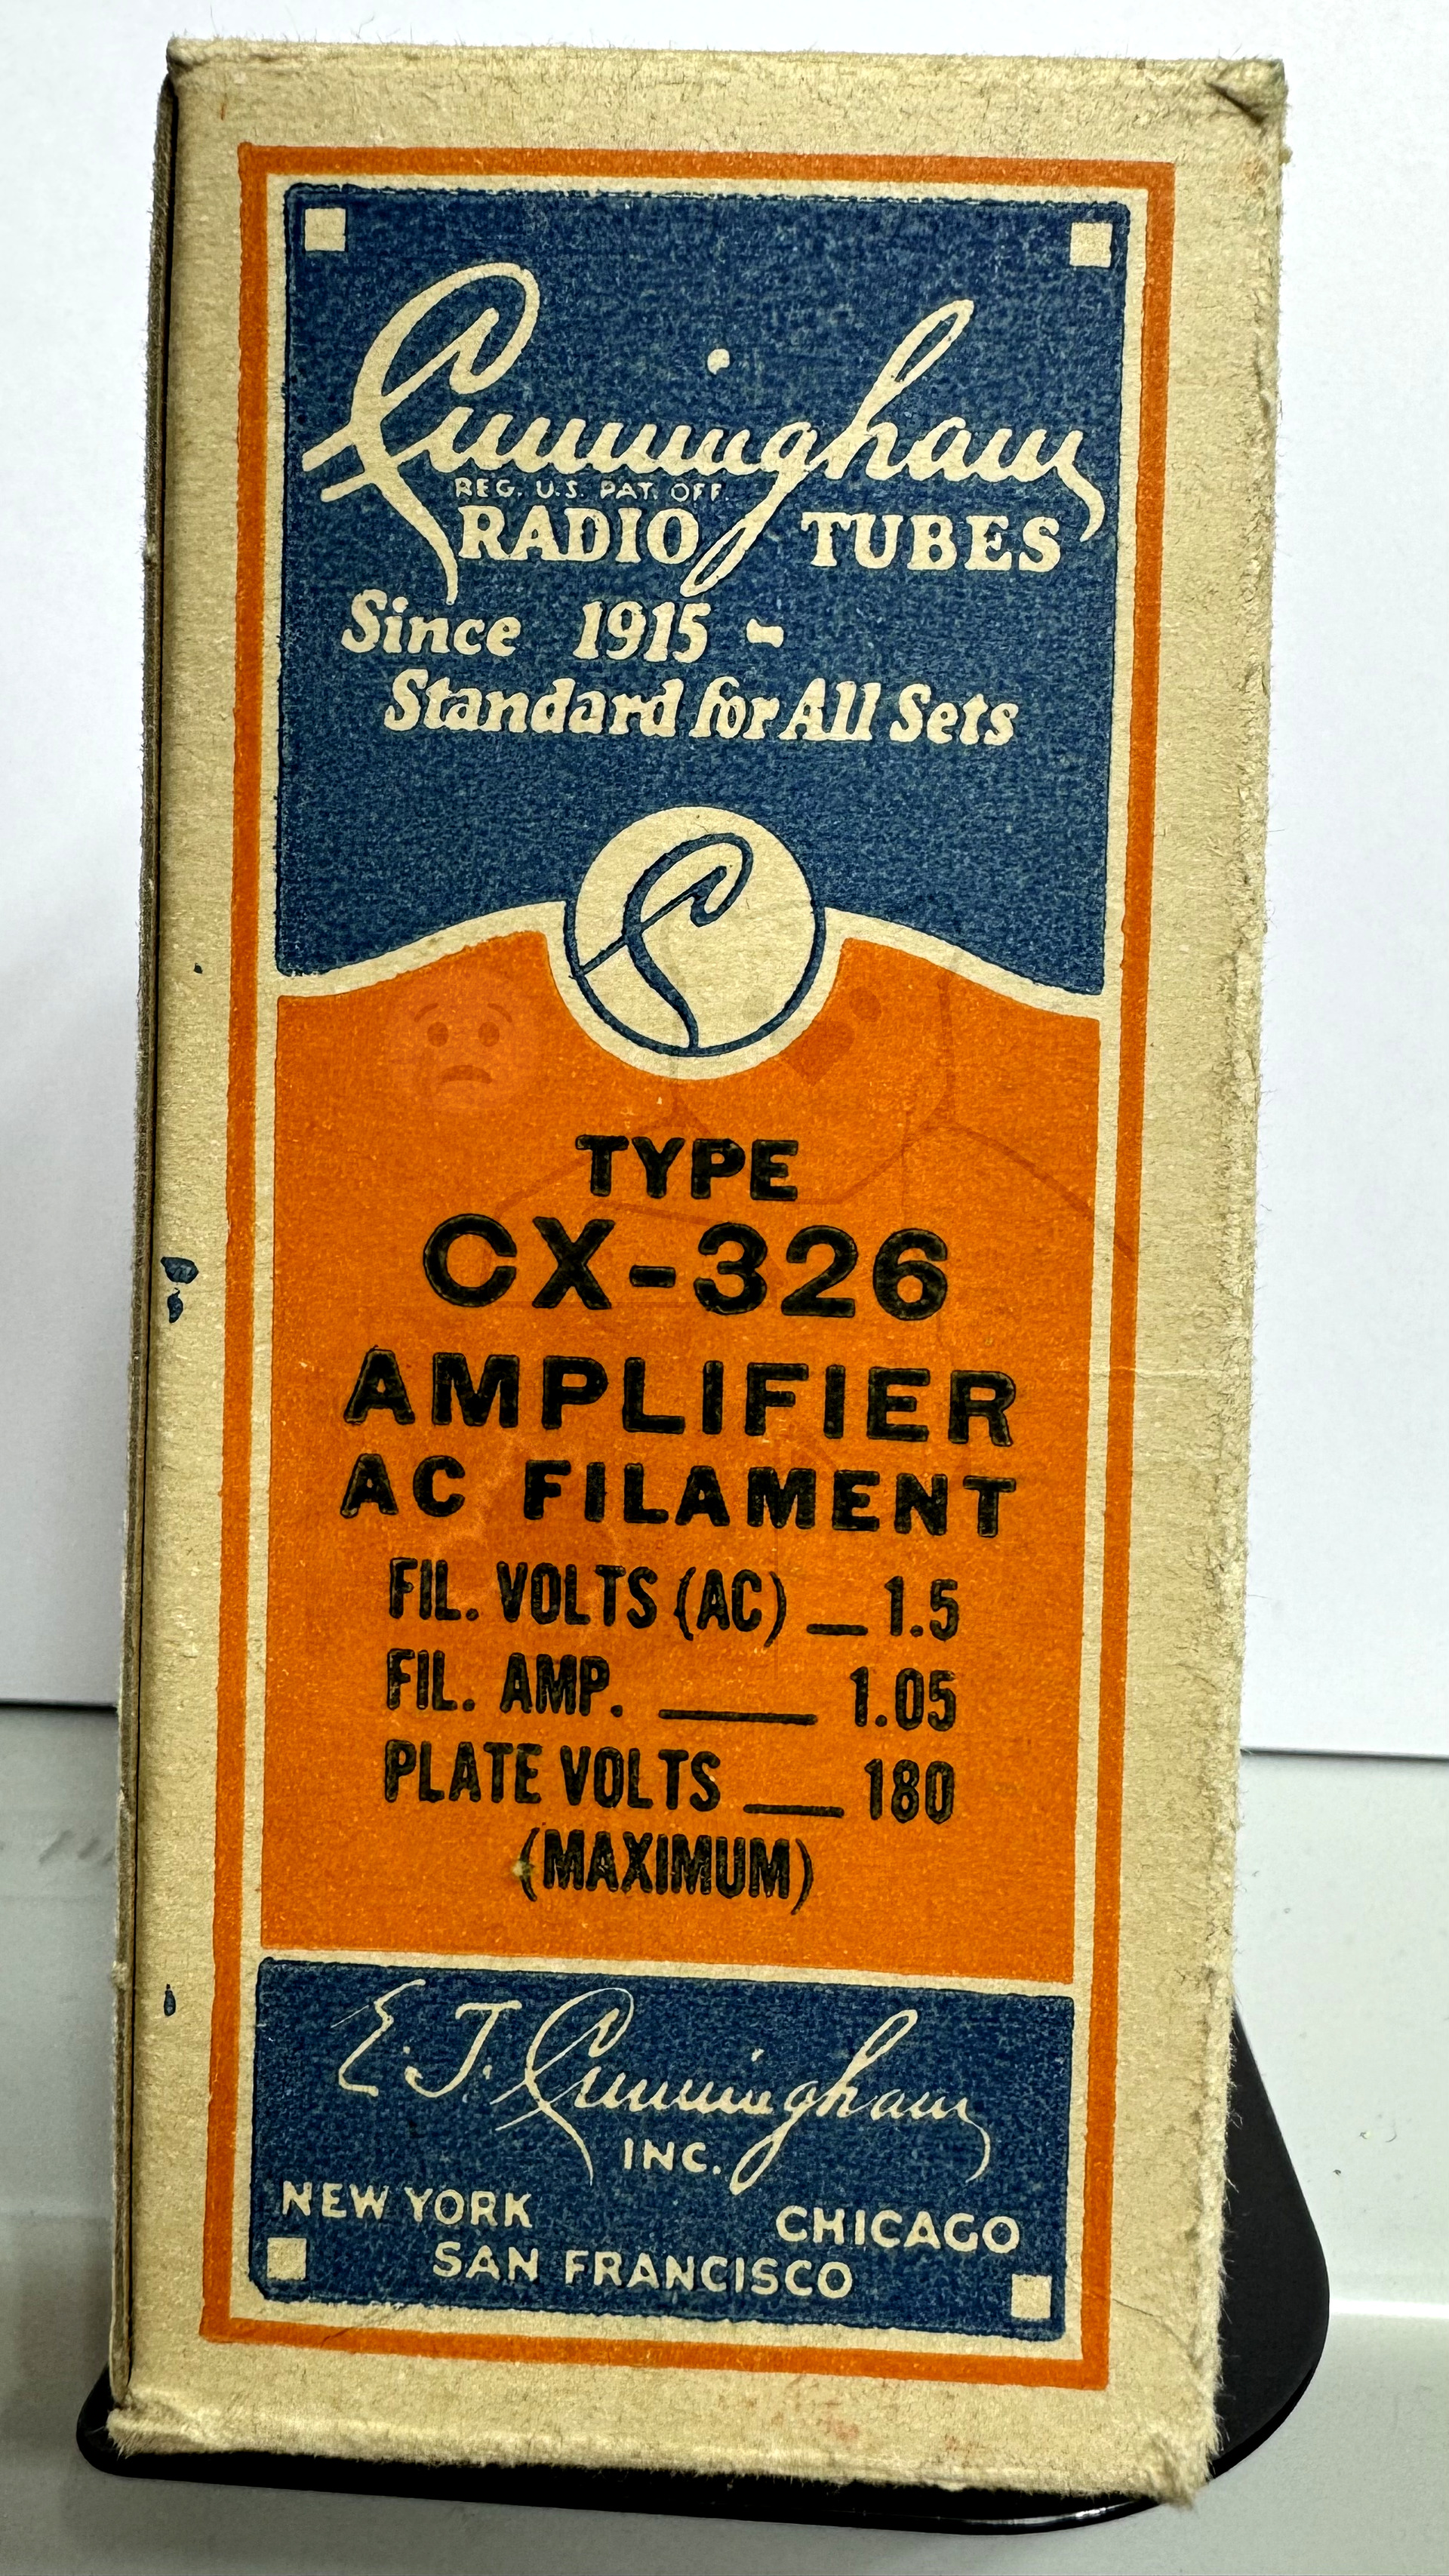 Cunningham
REG. U.S. PAT. OFF.
RADIO TUBES
Since 1915 -
Standard for All Sets
C
TYPE
CX-326
AMPLIFIER
AC FILAMENT
FIL. VOLTS (AC) — 1.5
FIL. AMP. — 1.05
PLATE VOLTS — 180
(MAXIMUM)
E. T. Cunningham
INC.
NEW YORK CHICAGO
SAN FRANCISCO